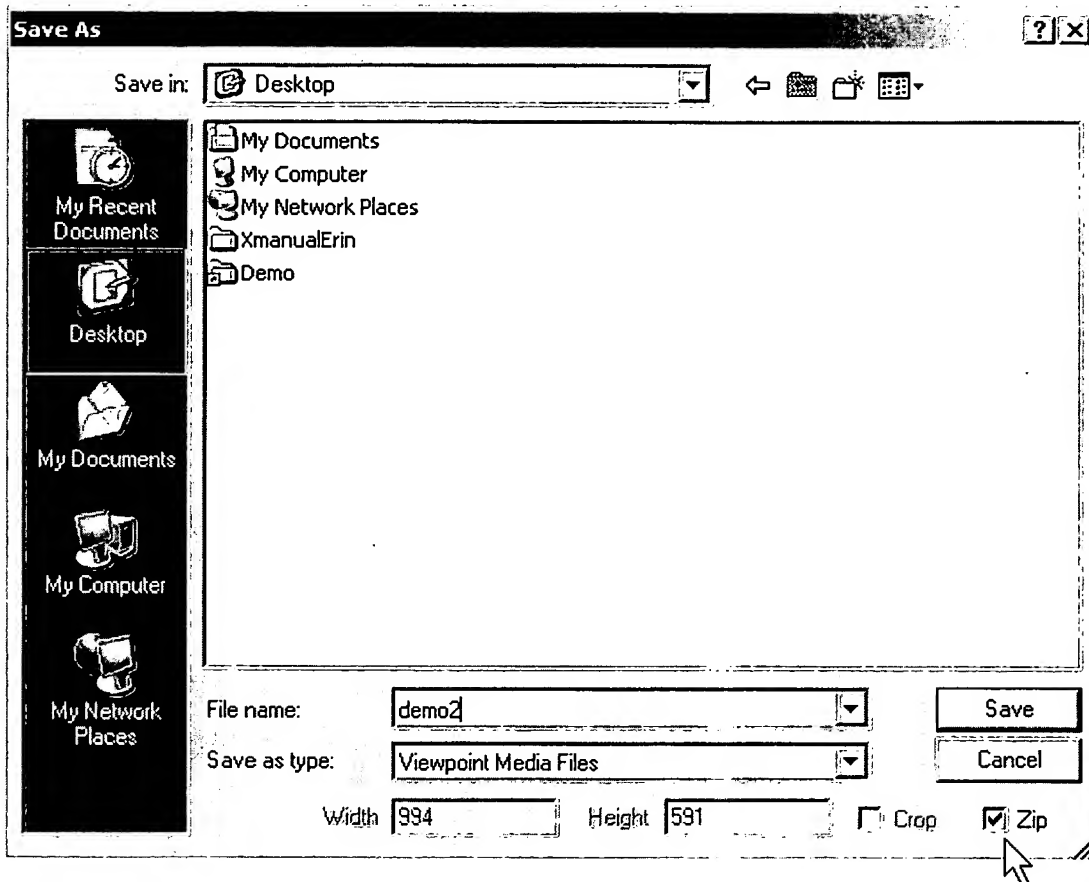 Save As
?
X
Save in:
Desktop
My Recent
Documents
Desktop
My Documents
My Computer
My Network
Places
My Documents
My Computer
My Network Places
XmanualErin
Demo
File name:
demo2
Save
Save as type:
Viewpoint Media Files
Cancel
Width
994
Height
591
Crop
Zip